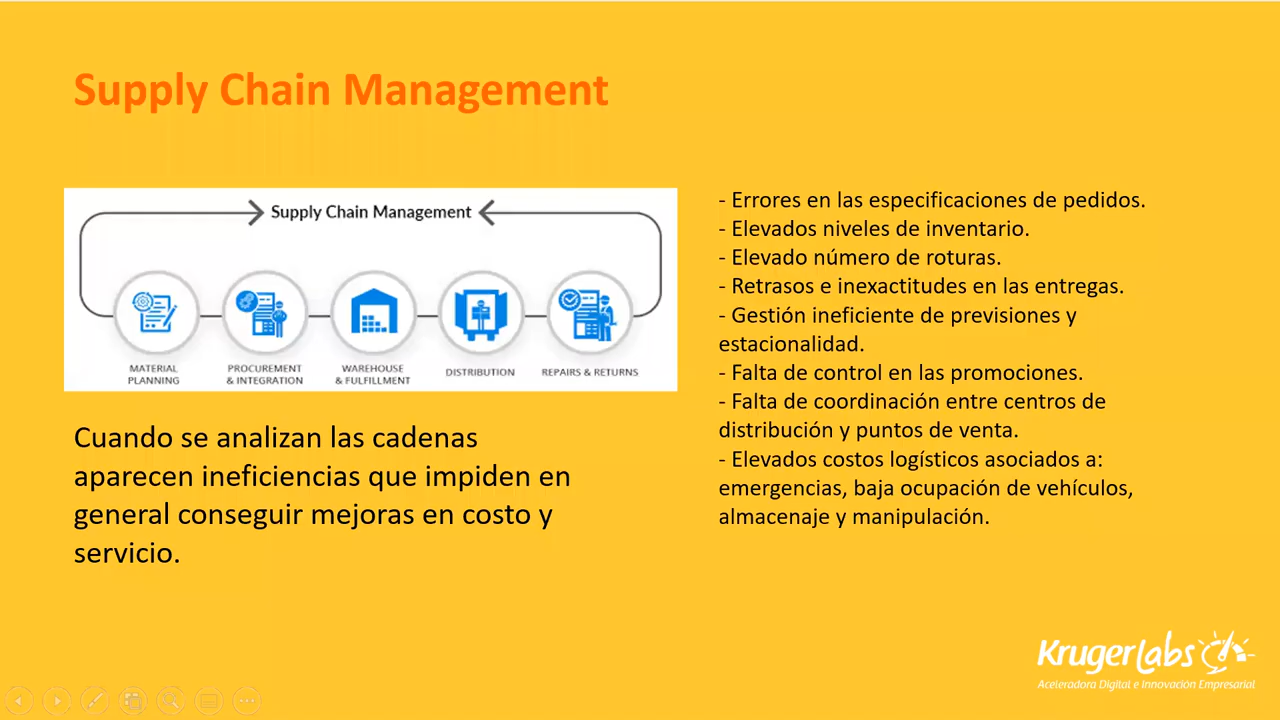 Supply Chain Management
Supply Chain Management
MATERIAL
PLANNING
PROCUREMENT
& INTEGRATION
WAREHOUSE
& FULFILLMENT
DISTRIBUTION
REPAIRS & RETURNS
Cuando se analizan las cadenas
aparecen ineficiencias que impiden en
general conseguir mejoras en costo y
servicio.
- Errores en las especificaciones de pedidos.
- Elevados niveles de inventario.
- Elevado número de roturas.
- Retrasos e inexactitudes en las entregas.
- Gestión ineficiente de previsiones y
estacionalidad.
- Falta de control en las promociones.
- Falta de coordinación entre centros de
distribución y puntos de venta.
- Elevados costos logísticos asociados a:
emergencias, baja ocupación de vehículos,
almacenaje y manipulación.
KrugerLabs
Aceleradora Digital e Innovación Empresarial